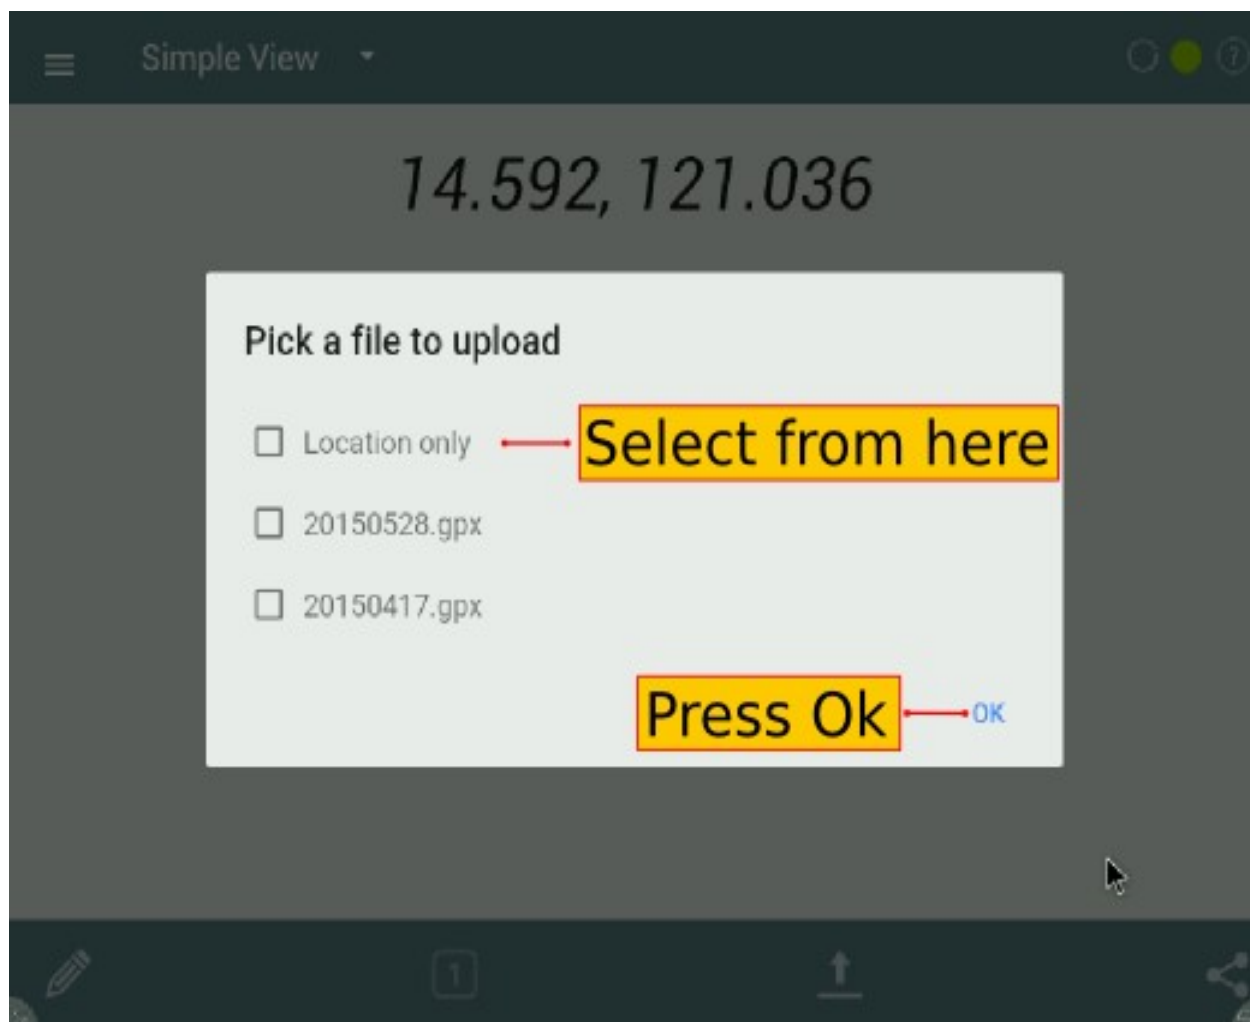 Simple View
14.592, 121.036
Pick a file to upload
Location only
Select from here
20150528.gpx
20150417.gpx
Press Ok
OK
1